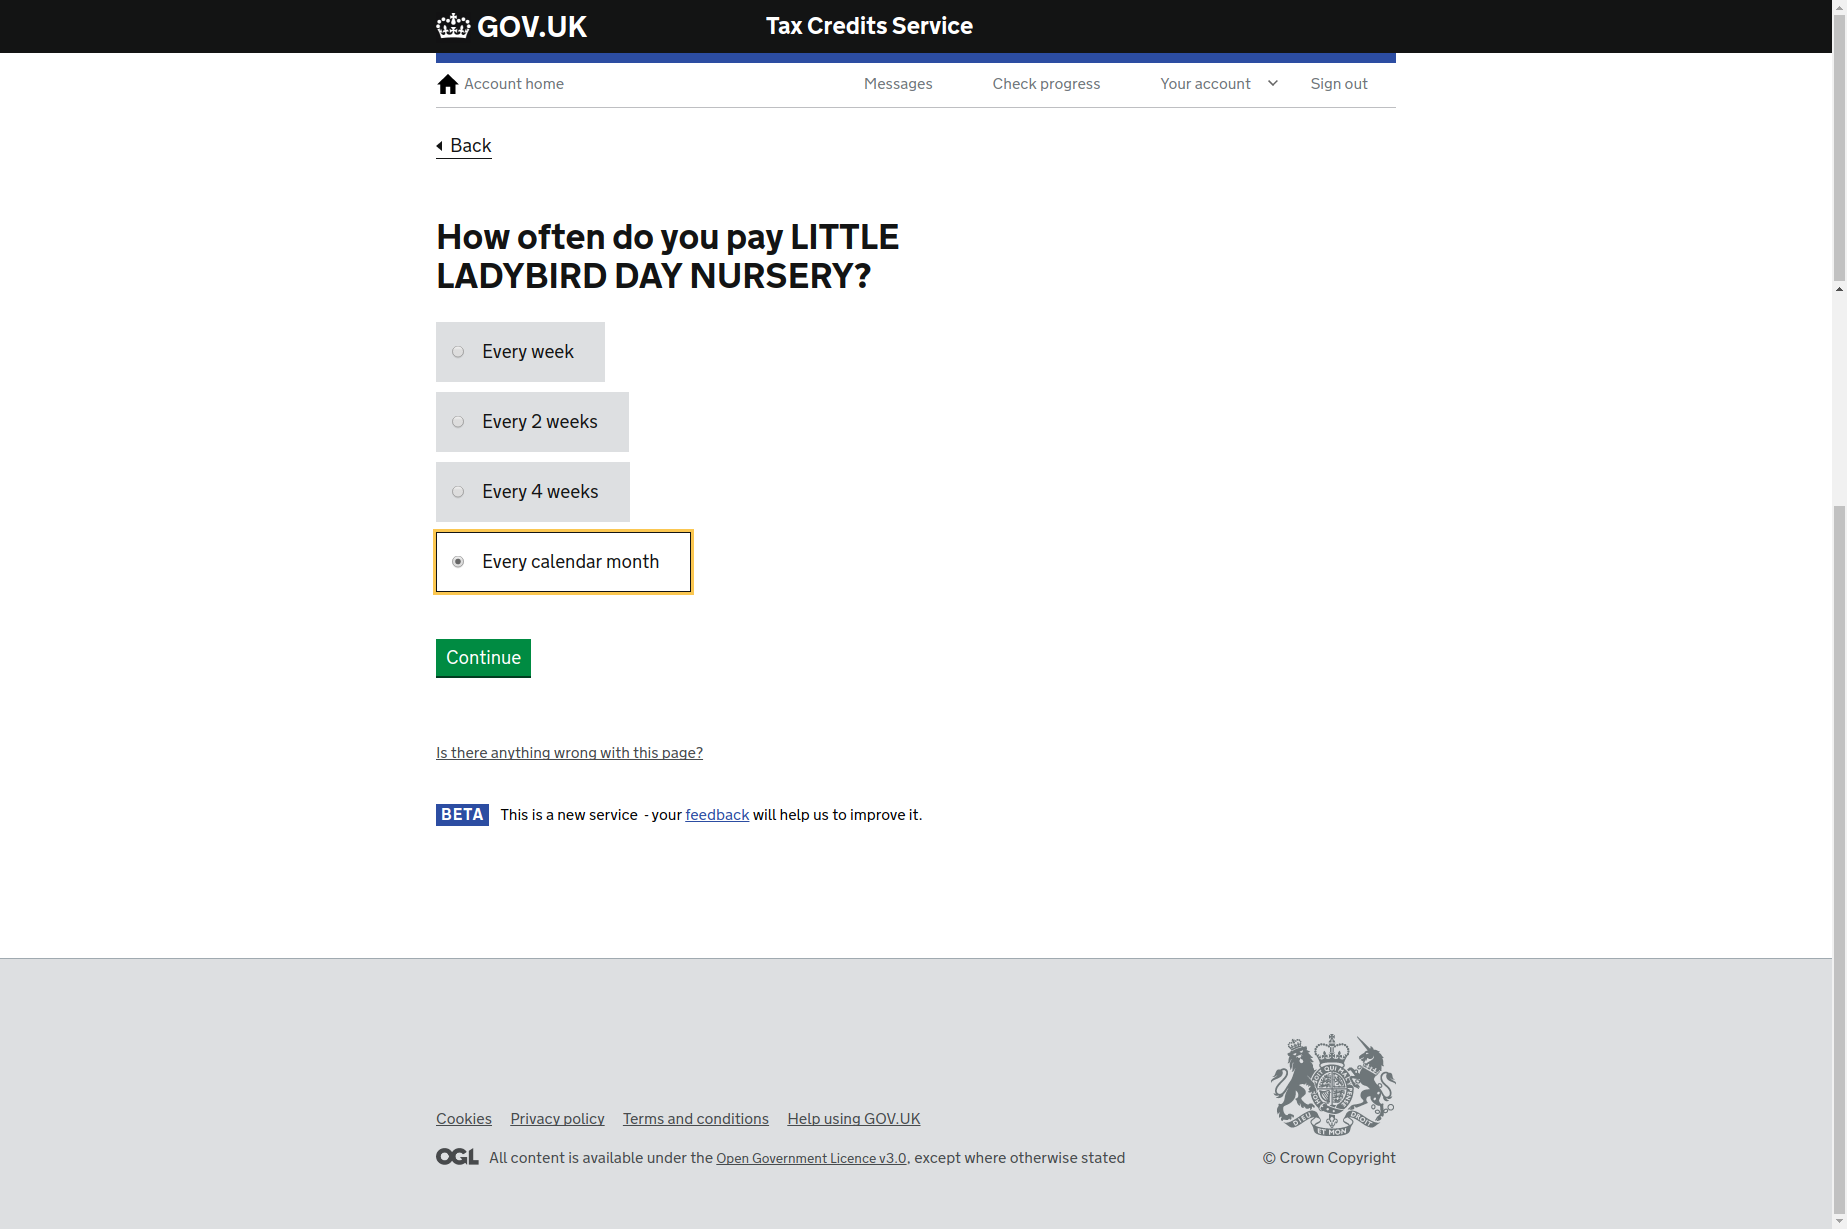 GOV.UK
Tax Credits Service
Account home
Messages
Check progress
Your account
Sign out
Back
How often do you pay LITTLE
LADYBIRD DAY NURSERY?
Every week
Every 2 weeks
Every 4 weeks
Every calendar month
Continue
Is there anything wrong with this page?
BETA This is a new service - your feedback will help us to improve it.
Cookies Privacy policy Terms and conditions Help using GOV.UK
OGL All content is available under the Open Government Licence v3.0, except where otherwise stated
© Crown Copyright